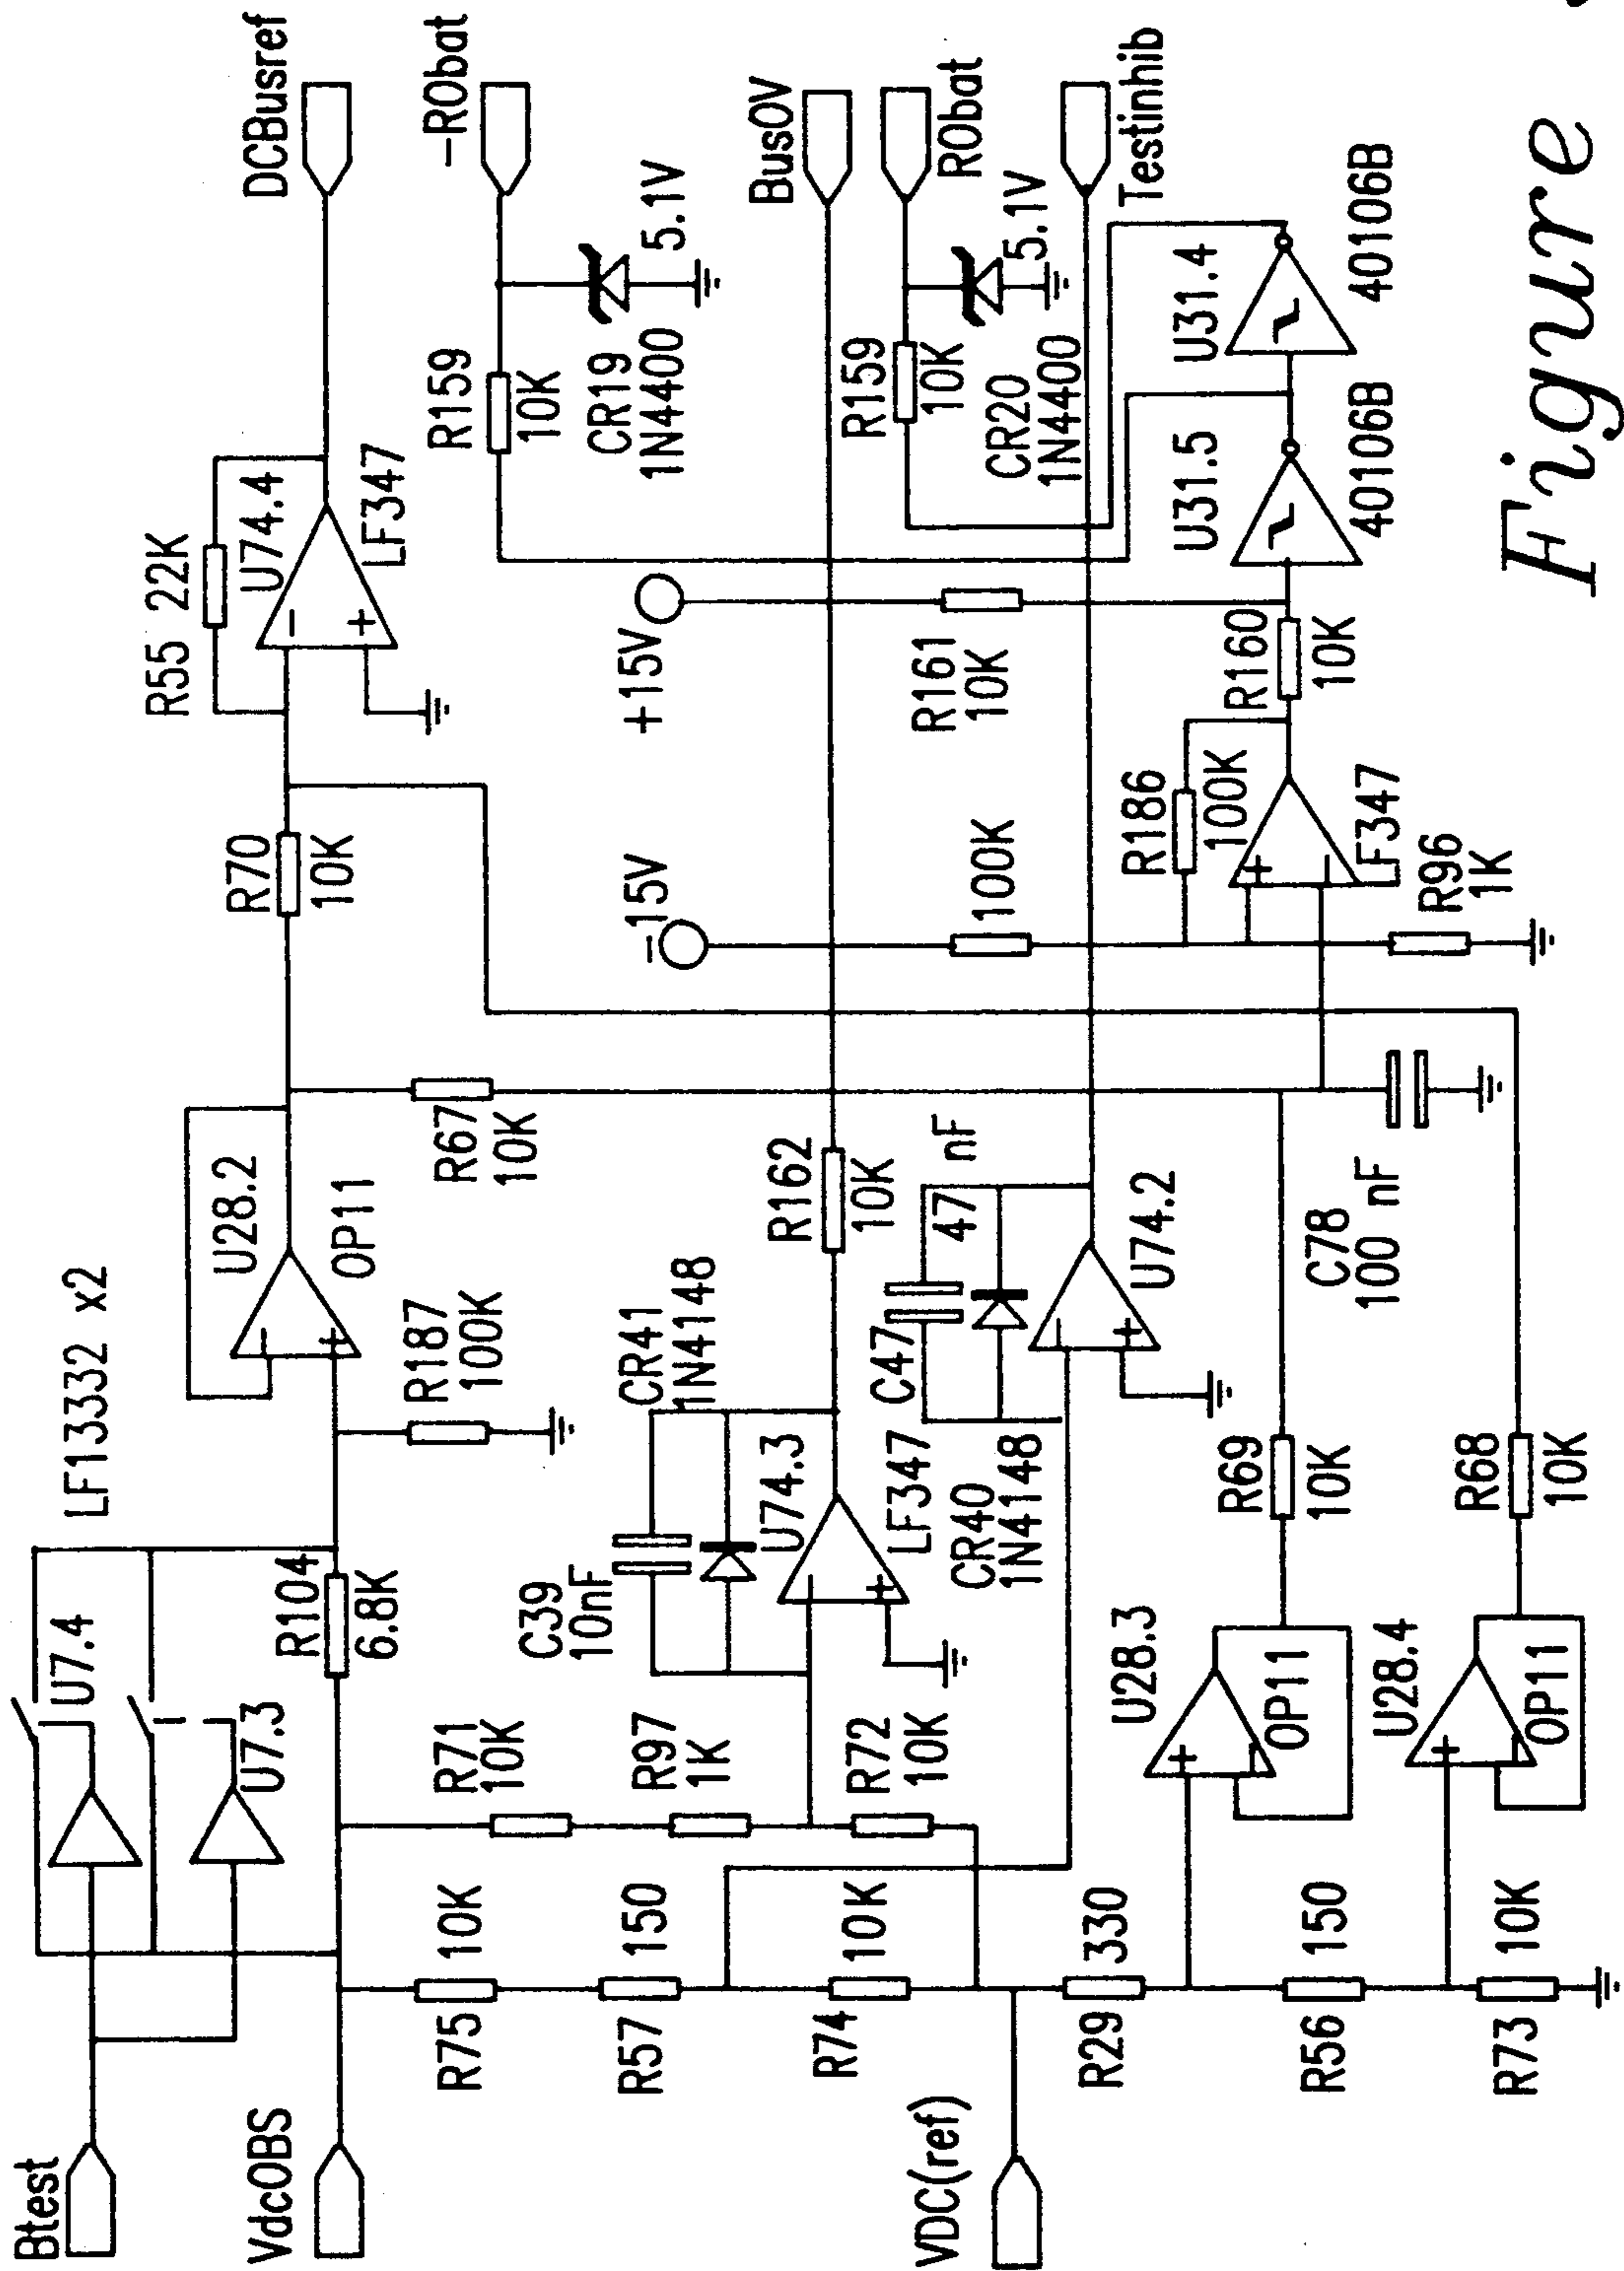 Btest
VdcOBS
VDC(ref)
U7.4
U7.3
LF13332 x2
R104
6.8K
U28.2
OP11
R187
100K
R70
10K
R55 22K
U74.4
LF347
DCBusref
R67
10K
R71
10K
R97
1K
R72
10K
R75
10K
R57
150
R74
10K
R29
330
R56
150
R73
10K
C39
10nF
CR41
1N4148
U74.3
LF347
R162
10K
CR40
1N4148
C47
47 nF
U74.2
U28.3
OP11
R69
10K
U28.4
OP11
R68
10K
C78
100 nF
-15V
100K
R186
100K
LF347
R96
1K
+15V
R161
10K
R160
10K
U31.5
40106B
U31.4
40106B
R159
10K
CR19
1N4400
5.1V
-RObat
BusOV
R159
10K
CR20
1N4400
5.1V
RObat
Testinhib
Figure